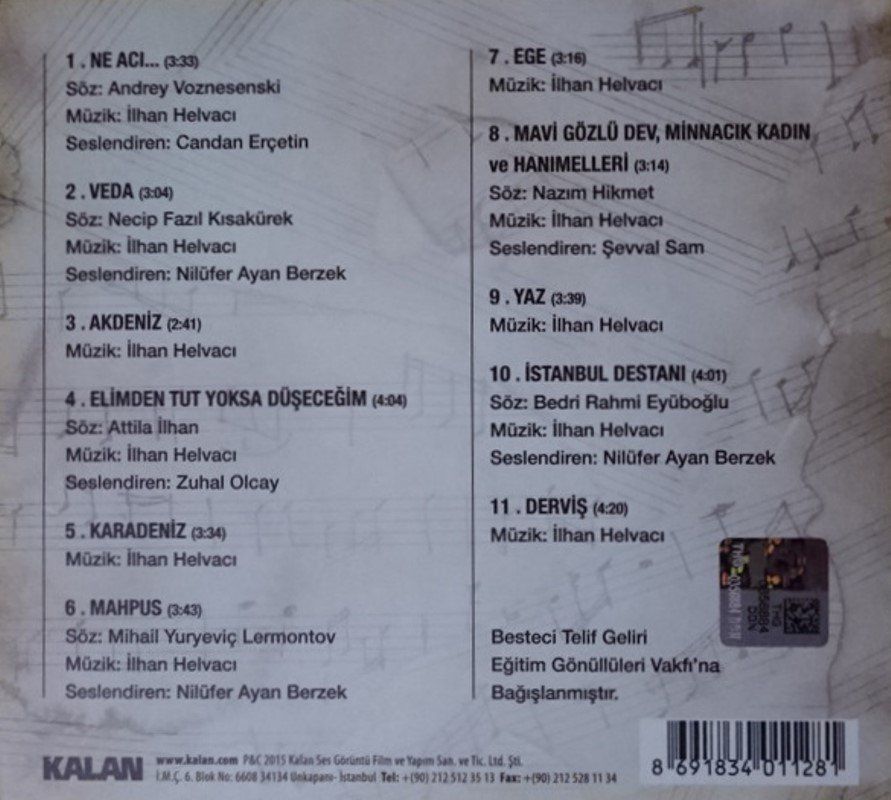 1 . NE ACI... (3:33)
Söz: Andrey Voznesenski
Müzik: İlhan Helvacı
Seslendiren: Candan Erçetin
2 . VEDA (3:04)
Söz: Necip Fazıl Kısakürek
Müzik: İlhan Helvacı
Seslendiren: Nilüfer Ayan Berzek
3 . AKDENİZ (2:41)
Müzik: İlhan Helvacı
4 . ELİMDEN TUT YOKSA DÜŞECEĞİM (4:04)
Söz: Attila İlhan
Müzik: İlhan Helvacı
Seslendiren: Zuhal Olcay
5 . KARADENİZ (3:34)
Müzik: İlhan Helvacı
6 . MAHPUS (3:43)
Söz: Mihail Yuryeviç Lermontov
Müzik: İlhan Helvacı
Seslendiren: Nilüfer Ayan Berzek
7 . EGE (3:16)
Müzik: İlhan Helvacı
8 . MAVİ GÖZLÜ DEV, MİNNACIK KADIN
ve HANIMELLERİ (3:14)
Söz: Nazım Hikmet
Müzik: İlhan Helvacı
Seslendiren: Şevval Sam
9 . YAZ (3:39)
Müzik: İlhan Helvacı
10 . İSTANBUL DESTANI (4:01)
Söz: Bedri Rahmi Eyüboğlu
Müzik: İlhan Helvacı
Seslendiren: Nilüfer Ayan Berzek
11 . DERVİŞ (4:20)
Müzik: İlhan Helvacı
Besteci Telif Geliri
Eğitim Gönüllüleri Vakfı'na
Bağışlanmıştır.
KALAN
www.kalan.com P&C 2015 Kalan Ses Görüntü Film ve Yapım San. ve Tic. Ltd. Şti.
İ.M.Ç. 6. Blok No: 6608 34134 Unkapanı- İstanbul Tel: +(90) 212 512 35 13 Fax: +(90) 212 528 11 34
8 691834 011281